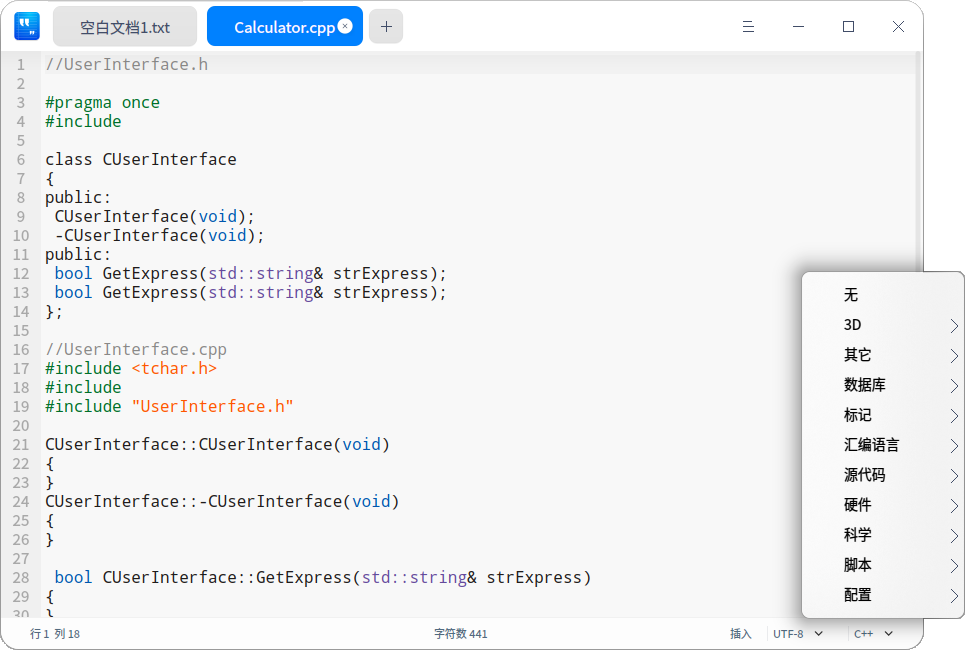 空白文档1.txt
Calculator.cpp
1 //UserInterface.h
2
3 #pragma once
4 #include
5
6 class CUserInterface
7 {
8 public:
9 CUserInterface(void);
10 -CUserInterface(void);
11 public:
12 bool GetExpress(std::string& strExpress);
13 bool GetExpress(std::string& strExpress);
14 };
15
16 //UserInterface.cpp
17 #include <tchar.h>
18 #include
19 #include "UserInterface.h"
20
21 CUserInterface::CUserInterface(void)
22 {
23 }
24 CUserInterface::-CUserInterface(void)
25 {
26 }
27
28 bool CUserInterface::GetExpress(std::string& strExpress)
29 {
30 }
无
3D
其它
数据库
标记
汇编语言
源代码
硬件
科学
脚本
配置
行 1 列 18
字符数 441
插入
UTF-8
C++